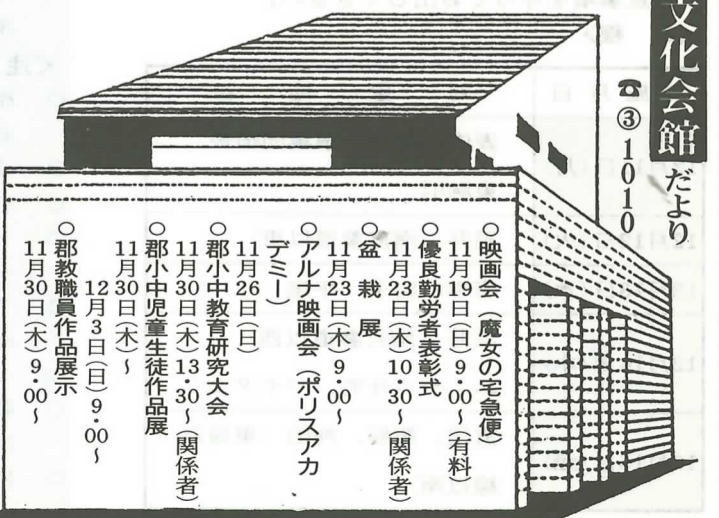 文化会館だより
☎③1010
○映画会（魔女の宅急便）
11月19日（日）9・00〜（有料）
○優良勤労者表彰式
11月23日（木）10・30〜（関係者）
○盆栽展
11月23日（木）9・00〜
○アルナ映画会（ポリスアカ
デミー）
11月26日（日）
○郡小中教育研究大会
11月30日（木）13・30〜（関係者）
○郡小中児童生徒作品展
11月30日（木）〜
12月3日（日）9・00〜
○郡教職員作品展示
11月30日（木）9・00〜